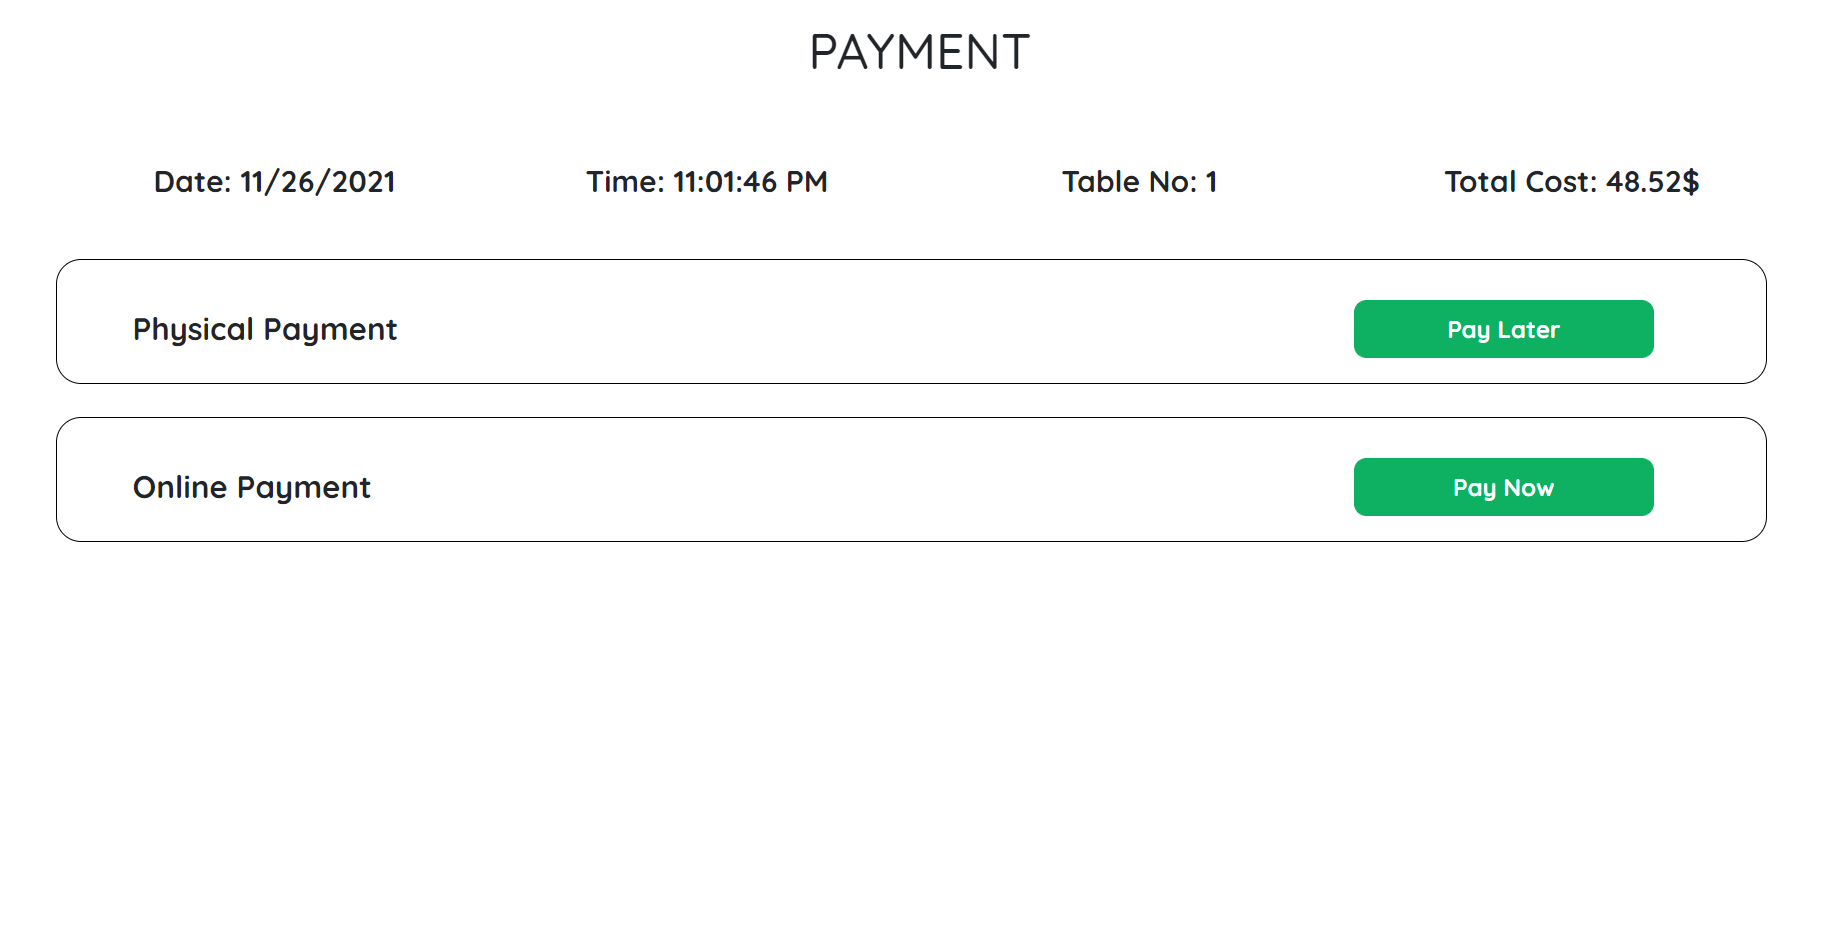 PAYMENT
Date: 11/26/2021 Time: 11:01:46 PM Table No: 1 Total Cost: 48.52$
Physical Payment Pay Later
Online Payment Pay Now